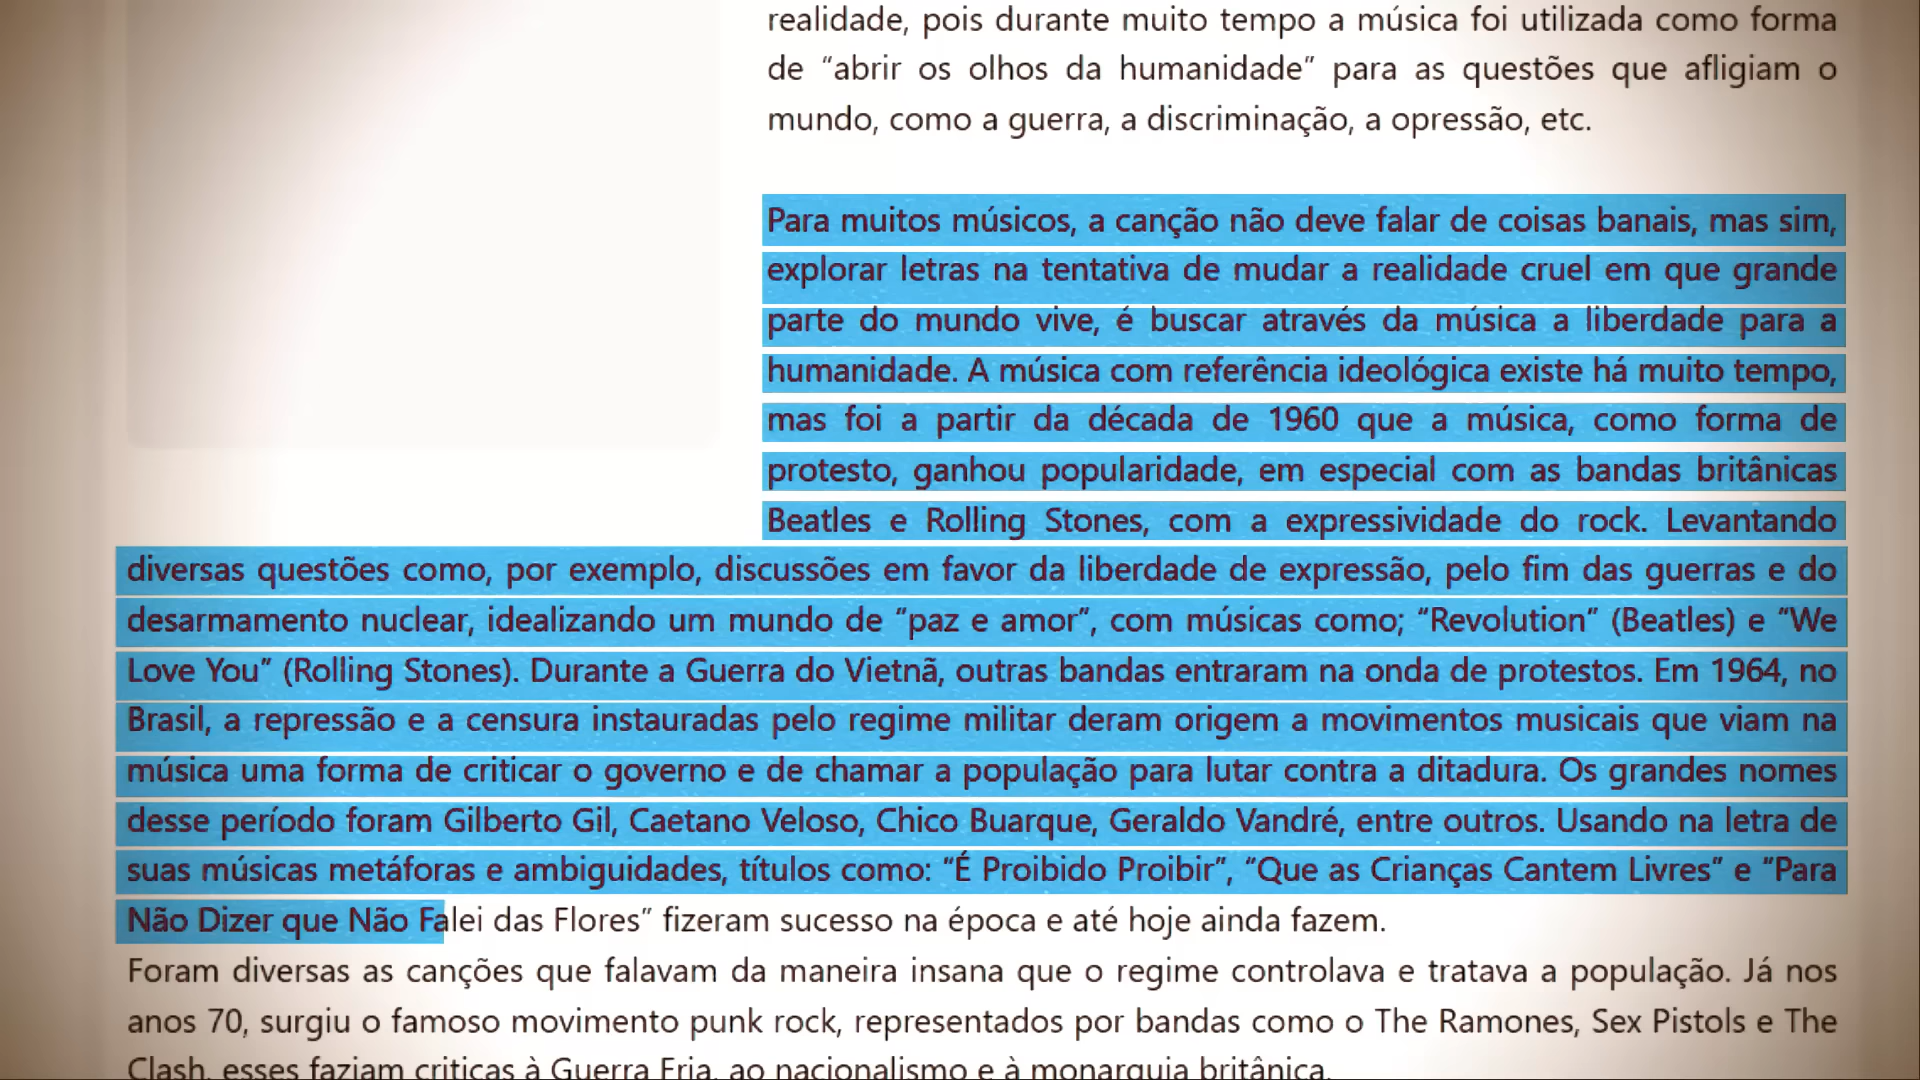 realidade, pois durante muito tempo a música foi utilizada como forma
de “abrir os olhos da humanidade” para as questões que afligiam o
mundo, como a guerra, a discriminação, a opressão, etc.
Para muitos músicos, a canção não deve falar de coisas banais, mas sim,
explorar letras na tentativa de mudar a realidade cruel em que grande
parte do mundo vive, é buscar através da música a liberdade para a
humanidade. A música com referência ideológica existe há muito tempo,
mas foi a partir da década de 1960 que a música, como forma de
protesto, ganhou popularidade, em especial com as bandas britânicas
Beatles e Rolling Stones, com a expressividade do rock. Levantando
diversas questões como, por exemplo, discussões em favor da liberdade de expressão, pelo fim das guerras e do
desarmamento nuclear, idealizando um mundo de “paz e amor”, com músicas como; “Revolution” (Beatles) e “We
Love You” (Rolling Stones). Durante a Guerra do Vietnã, outras bandas entraram na onda de protestos. Em 1964, no
Brasil, a repressão e a censura instauradas pelo regime militar deram origem a movimentos musicais que viam na
música uma forma de criticar o governo e de chamar a população para lutar contra a ditadura. Os grandes nomes
desse período foram Gilberto Gil, Caetano Veloso, Chico Buarque, Geraldo Vandré, entre outros. Usando na letra de
suas músicas metáforas e ambiguidades, títulos como: “É Proibido Proibir”, “Que as Crianças Cantem Livres” e “Para
Não Dizer que Não Falei das Flores” fizeram sucesso na época e até hoje ainda fazem.
Foram diversas as canções que falavam da maneira insana que o regime controlava e tratava a população. Já nos
anos 70, surgiu o famoso movimento punk rock, representados por bandas como o The Ramones, Sex Pistols e The
Clash, esses faziam criticas à Guerra Fria, ao nacionalismo e à monarquia britânica.